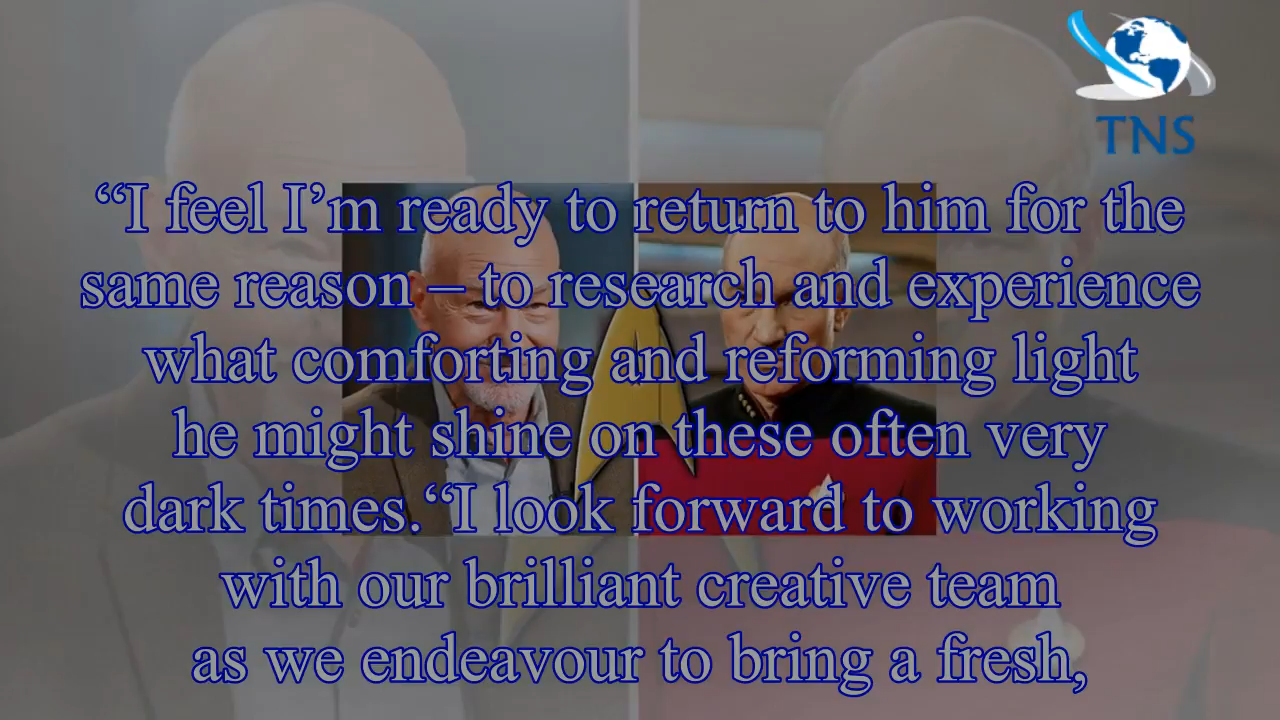 TNS
“I feel I’m ready to return to him for the
same reason – to research and experience
what comforting and reforming light
he might shine on these often very
dark times.“I look forward to working
with our brilliant creative team
as we endeavour to bring a fresh,